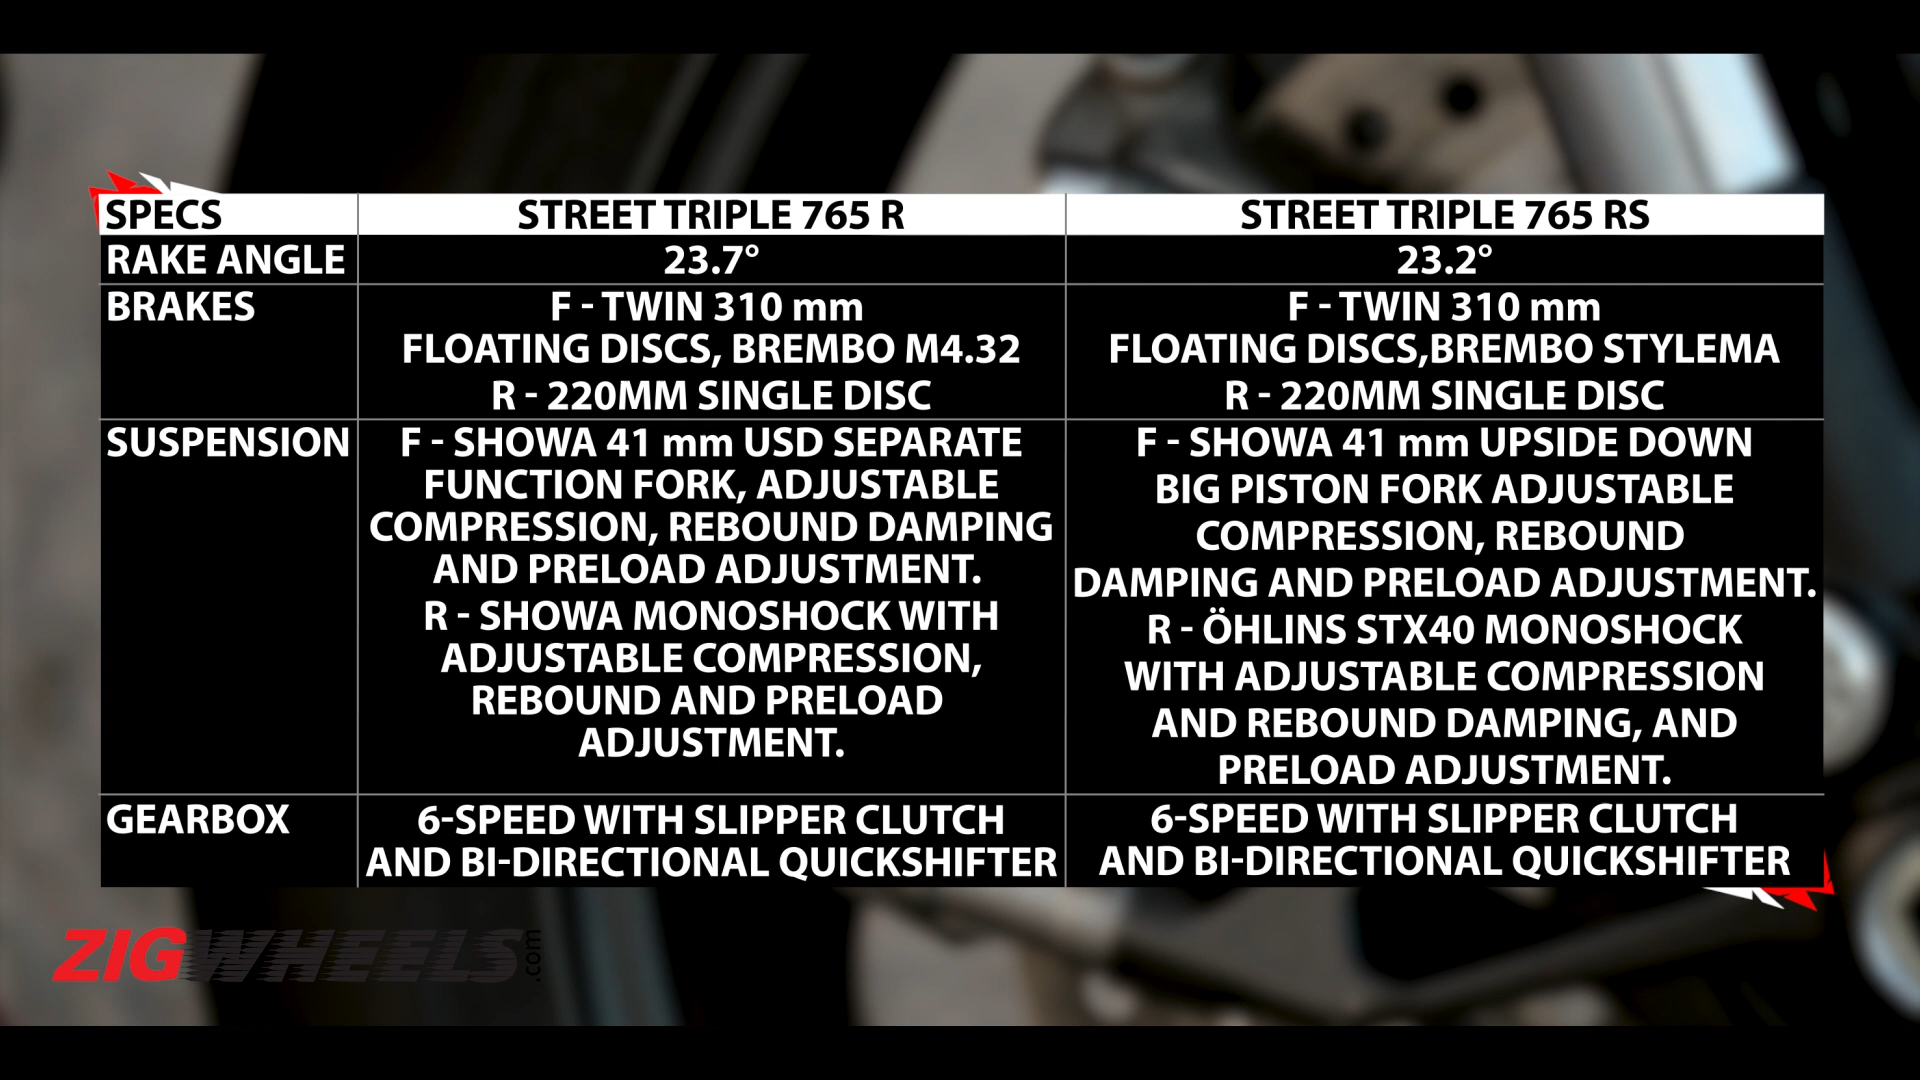 SPECS
STREET TRIPLE 765 R
STREET TRIPLE 765 RS
RAKE ANGLE
23.7°
23.2°
BRAKES
F - TWIN 310 mm
FLOATING DISCS, BREMBO M4.32
R - 220MM SINGLE DISC
F - TWIN 310 mm
FLOATING DISCS,BREMBO STYLEMA
R - 220MM SINGLE DISC
SUSPENSION
F - SHOWA 41 mm USD SEPARATE
FUNCTION FORK, ADJUSTABLE
COMPRESSION, REBOUND DAMPING
AND PRELOAD ADJUSTMENT.
R - SHOWA MONOSHOCK WITH
ADJUSTABLE COMPRESSION,
REBOUND AND PRELOAD
ADJUSTMENT.
F - SHOWA 41 mm UPSIDE DOWN
BIG PISTON FORK ADJUSTABLE
COMPRESSION, REBOUND
DAMPING AND PRELOAD ADJUSTMENT.
R - ÖHLINS STX40 MONOSHOCK
WITH ADJUSTABLE COMPRESSION
AND REBOUND DAMPING, AND
PRELOAD ADJUSTMENT.
GEARBOX
6-SPEED WITH SLIPPER CLUTCH
AND BI-DIRECTIONAL QUICKSHIFTER
6-SPEED WITH SLIPPER CLUTCH
AND BI-DIRECTIONAL QUICKSHIFTER
ZIGWHEELS.com